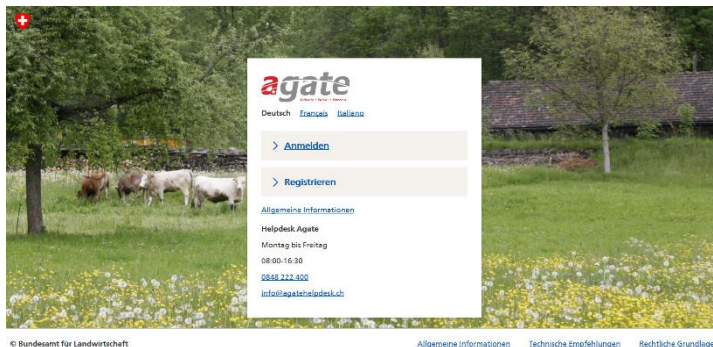 agate
Deutsch Français Italiano
Anmelden
Registrieren
Allgemeine Informationen
Helpdesk Agate
Montag bis Freitag
08:00-16:30
0848 222 400
info@agatehelpdesk.ch
© Bundesamt für Landwirtschaft
Allgemeine Informationen Technische Empfehlungen Rechtliche Grundlage